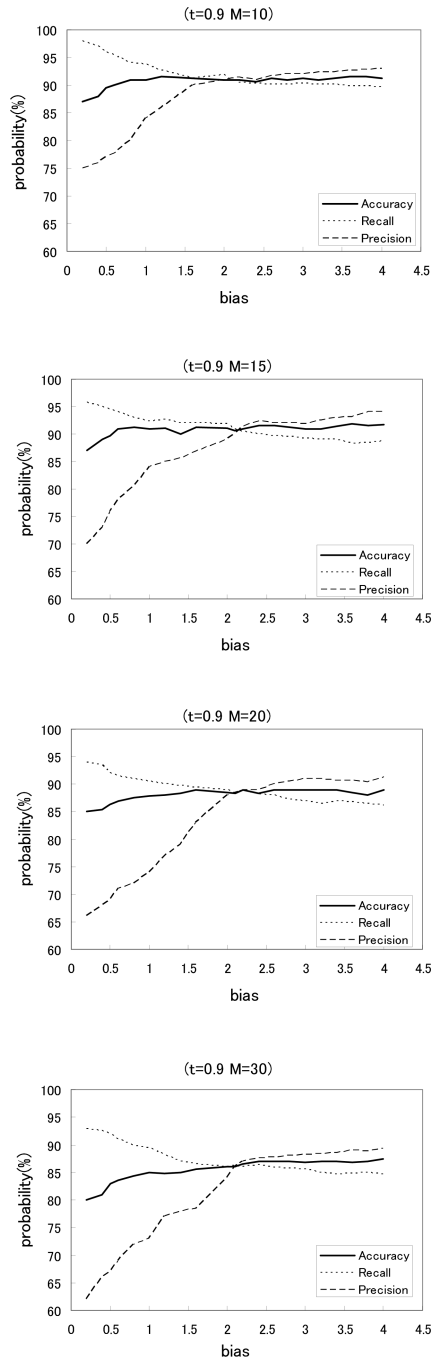 (t=0.9 M=10)
100
95
90
85
80
75
70
65
60
probability(%)
Accuracy
Recall
Precision
0 0.5 1 1.5 2 2.5 3 3.5 4 4.5
bias
(t=0.9 M=15)
100
95
90
85
80
75
70
65
60
probability(%)
Accuracy
Recall
Precision
0 0.5 1 1.5 2 2.5 3 3.5 4 4.5
bias
(t=0.9 M=20)
100
95
90
85
80
75
70
65
60
probability(%)
Accuracy
Recall
Precision
0 0.5 1 1.5 2 2.5 3 3.5 4 4.5
bias
(t=0.9 M=30)
100
95
90
85
80
75
70
65
60
probability(%)
Accuracy
Recall
Precision
0 0.5 1 1.5 2 2.5 3 3.5 4 4.5
bias